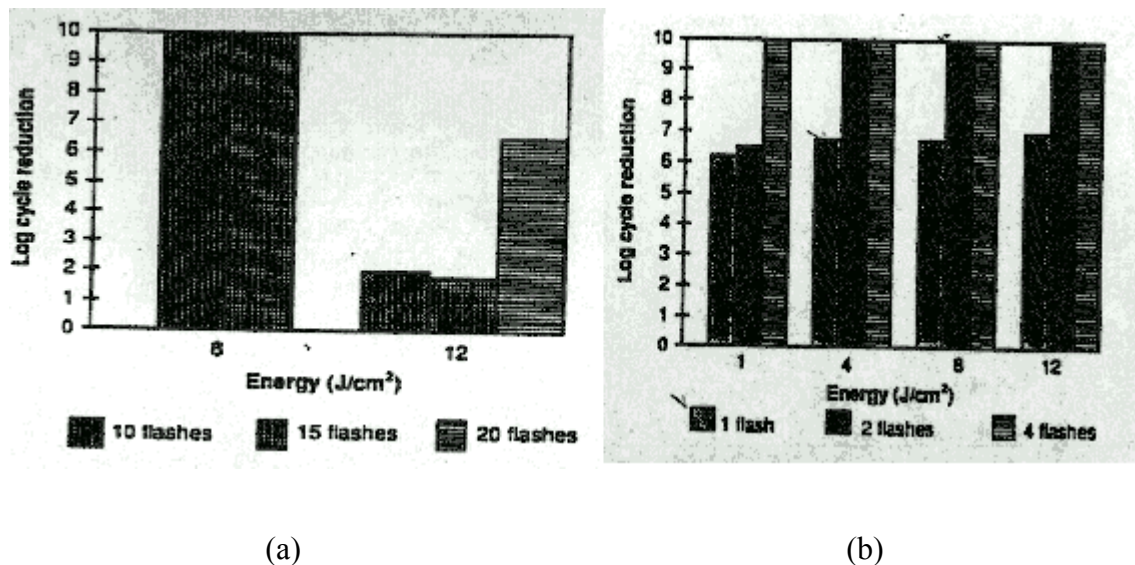 10
9
8
7
6
5
4
3
2
1
0
Log cycle reduction
8 12
Energy (J/cm²)
10 flashes 15 flashes 20 flashes
(a)
10
9
8
7
6
5
4
3
2
1
0
Log cycle reduction
1 4 8 12
Energy (J/cm²)
1 flash 2 flashes 4 flashes
(b)